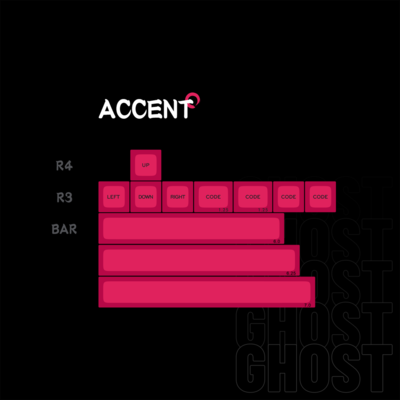 ACCENT
R4 UP
R3 LEFT DOWN RIGHT CODE CODE CODE CODE
BAR
GHOST
GHOST
GHOST
GHOST